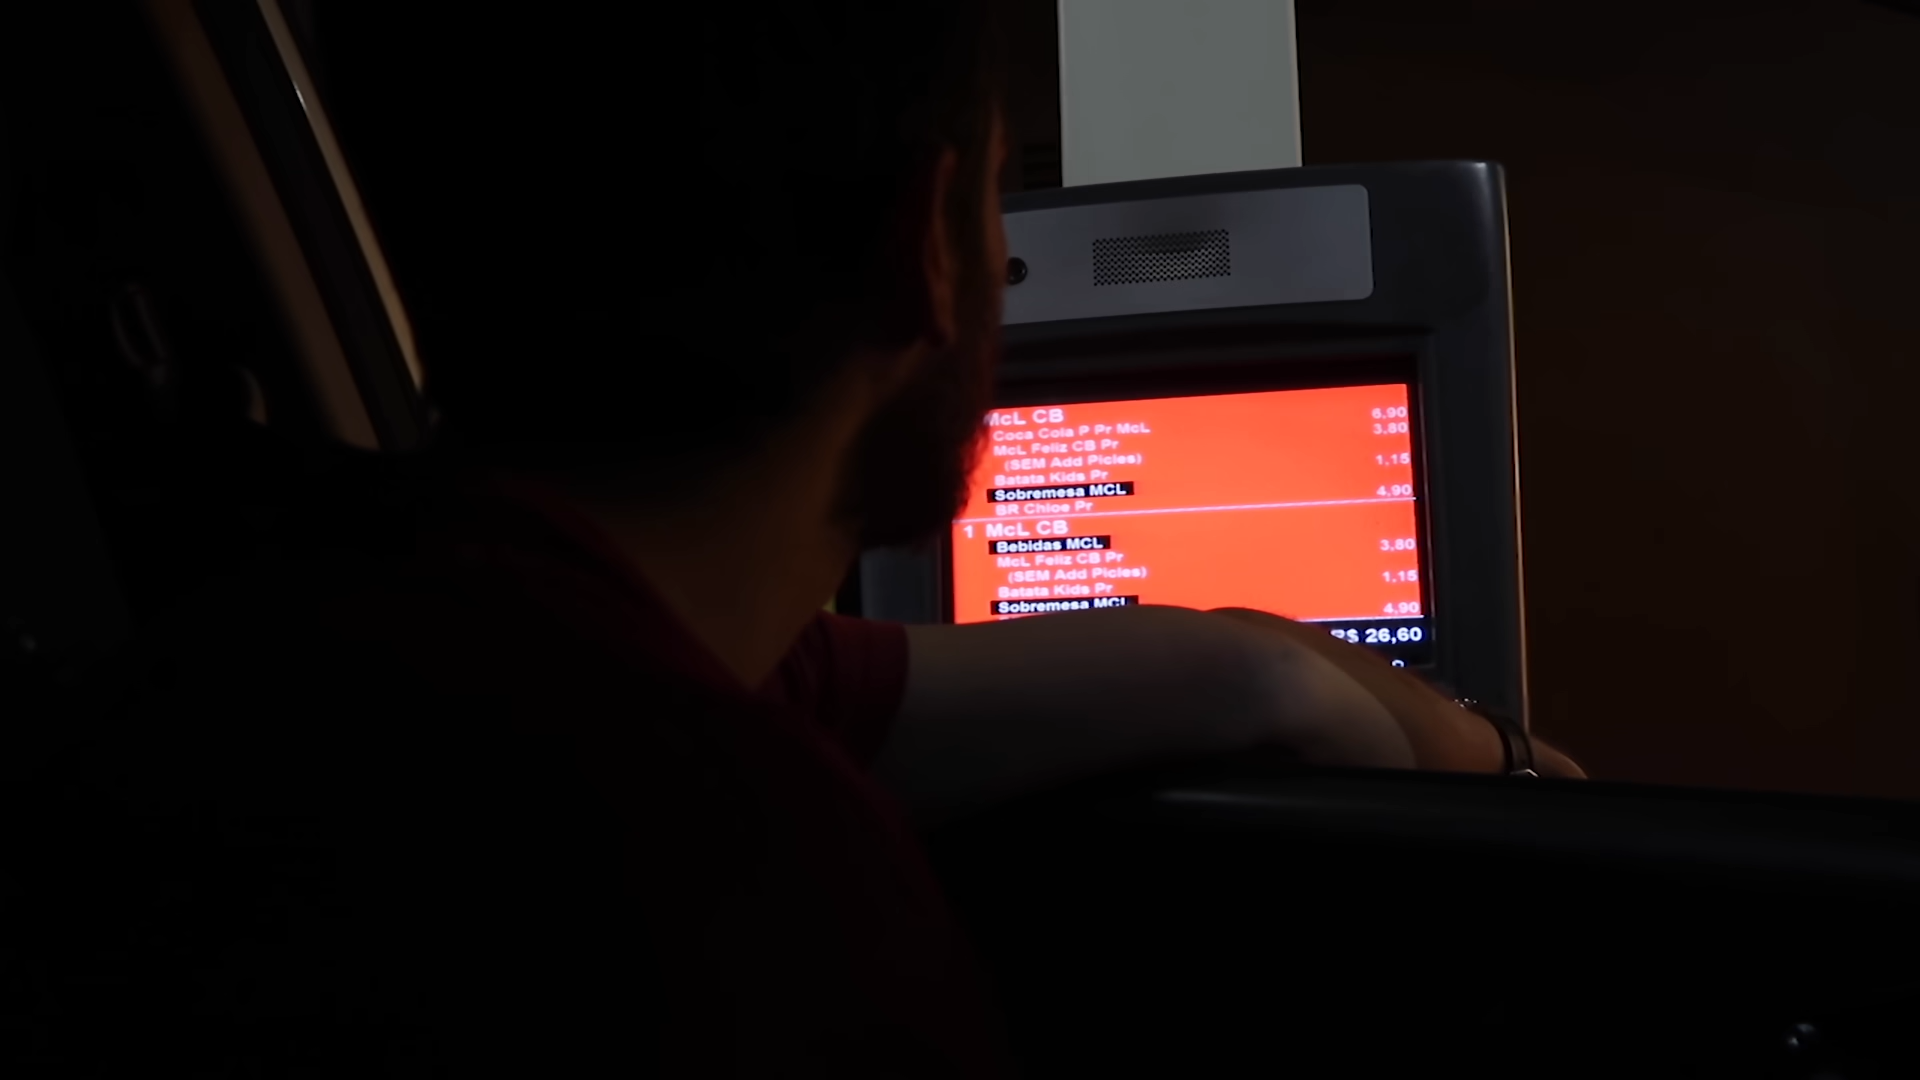 McL CB 6,90
Coca Cola P Pr McL 3,80
McL Feliz CB Pr
(SEM Add Picles) 1,15
Batata Kids Pr
Sobremesa MCL 4,90
BR Chice Pr
1 McL CB
Bebidas MCL 3,80
McL Feliz CB Pr
(SEM Add Picles) 1,15
Batata Kids Pr
Sobremesa MCL 4,90
R$ 26,60